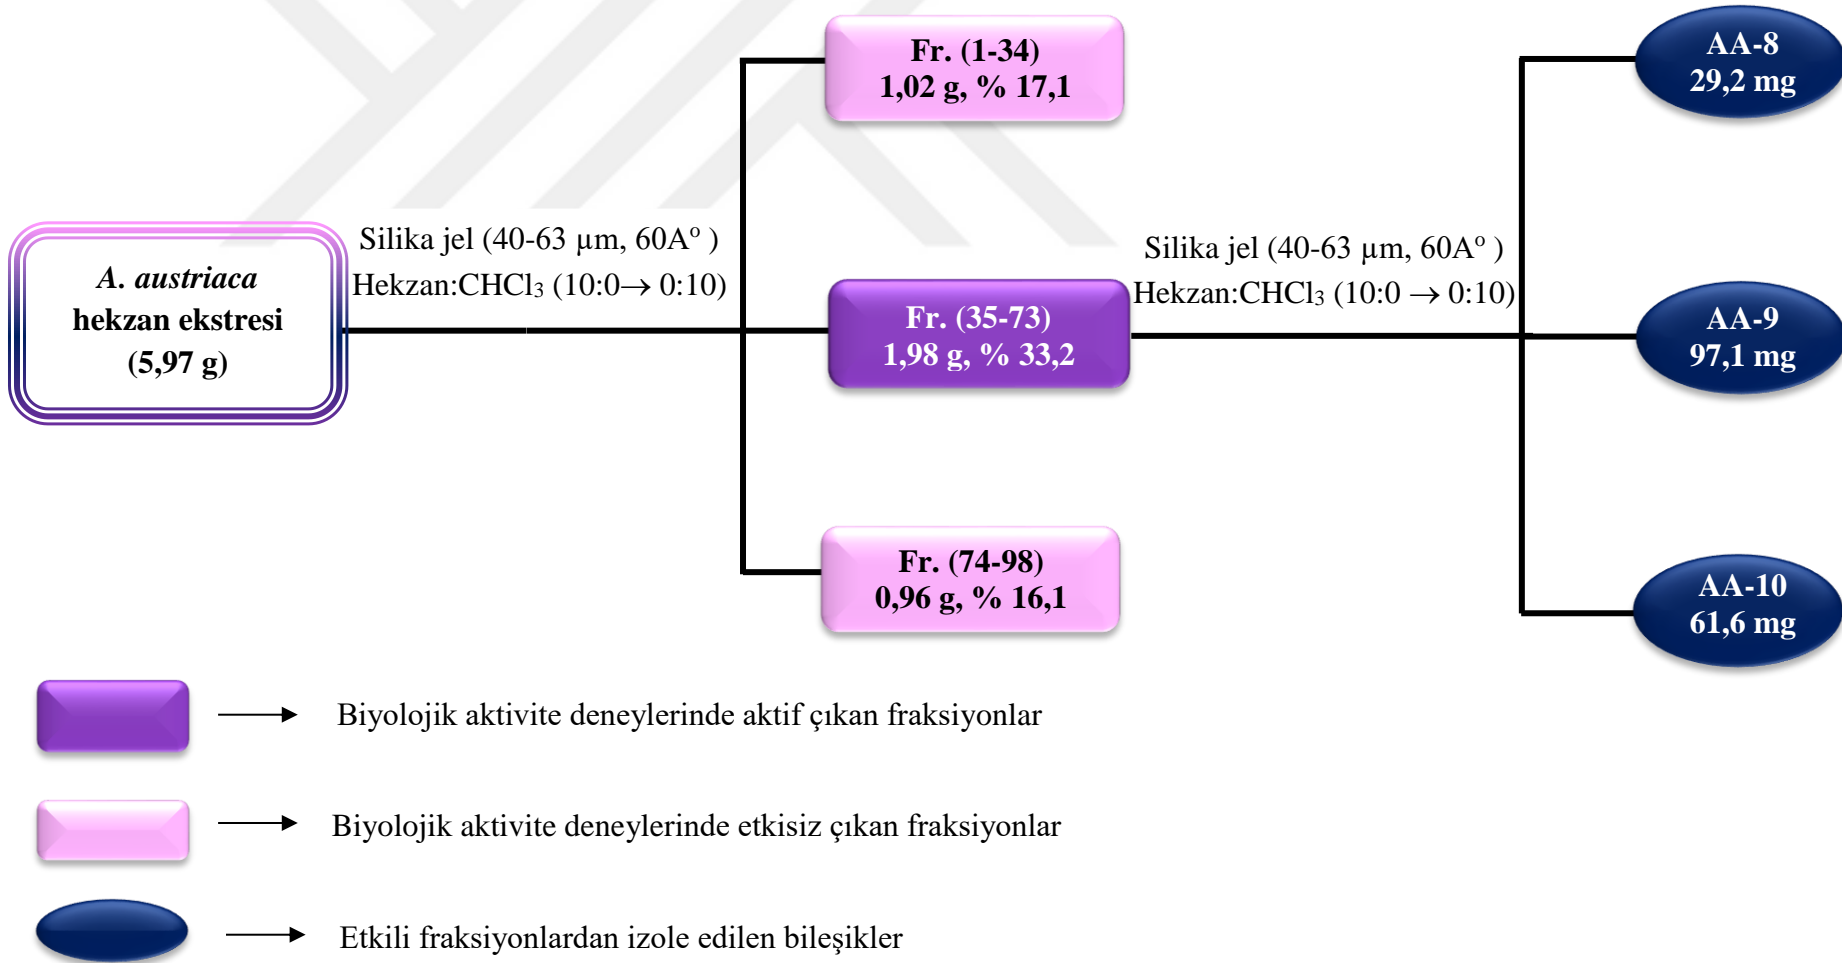 Fr. (1-34)
1,02 g, % 17,1
AA-8
29,2 mg
A. austriaca
hekzan ekstresi
(5,97 g)
Silika jel (40-63 µm, 60Aº )
Hekzan:CHCl₃ (10:0→ 0:10)
Fr. (35-73)
1,98 g, % 33,2
Silika jel (40-63 µm, 60Aº )
Hekzan:CHCl₃ (10:0 → 0:10)
AA-9
97,1 mg
Fr. (74-98)
0,96 g, % 16,1
AA-10
61,6 mg
Biyolojik aktivite deneylerinde aktif çıkan fraksiyonlar
Biyolojik aktivite deneylerinde etkisiz çıkan fraksiyonlar
Etkili fraksiyonlardan izole edilen bileşikler